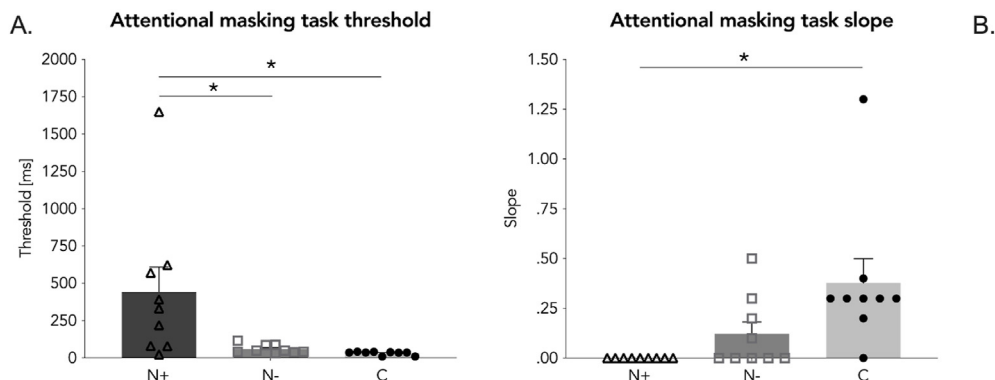 A.
Attentional masking task threshold
2000
1750
1500
1250
1000
750
500
250
0
Threshold [ms]
*
*
N+
N-
C
Attentional masking task slope
B.
1.50
1.25
1.00
.75
.50
.25
.00
Slope
*
N+
N-
C